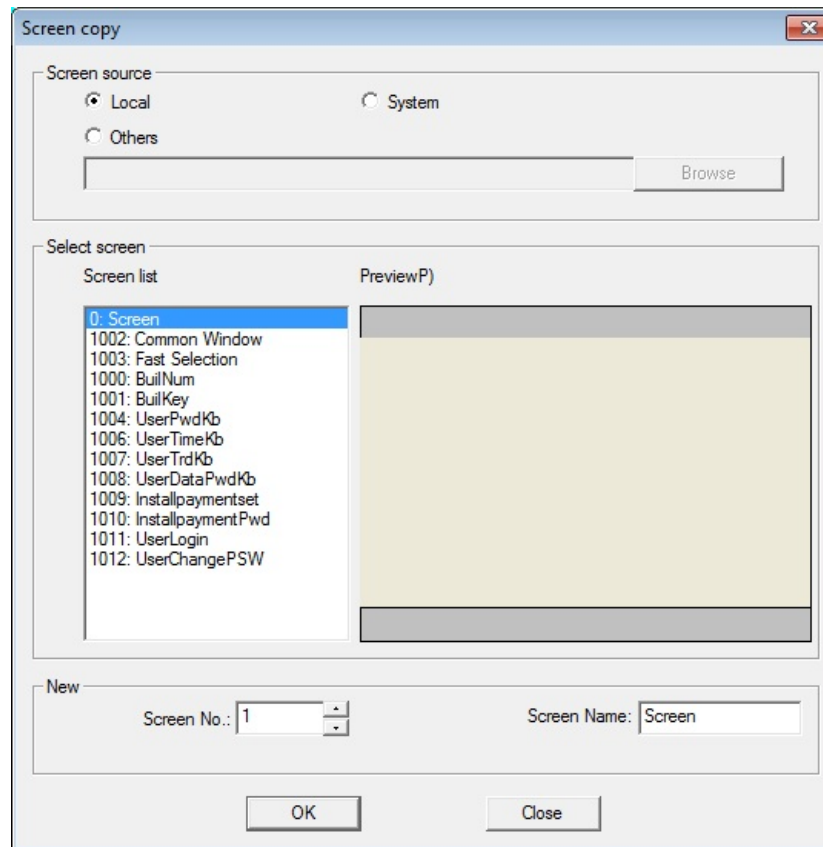 Screen copy
Screen source
Local System
Others
Browse
Select screen
Screen list PreviewP)
0: Screen
1002: Common Window
1003: Fast Selection
1000: BuilNum
1001: BuilKey
1004: UserPwdKb
1006: UserTimeKb
1007: UserTrdKb
1008: UserDataPwdKb
1009: Installpaymentset
1010: InstallpaymentPwd
1011: UserLogin
1012: UserChangePSW
New
Screen No.: 1 Screen Name: Screen
OK Close